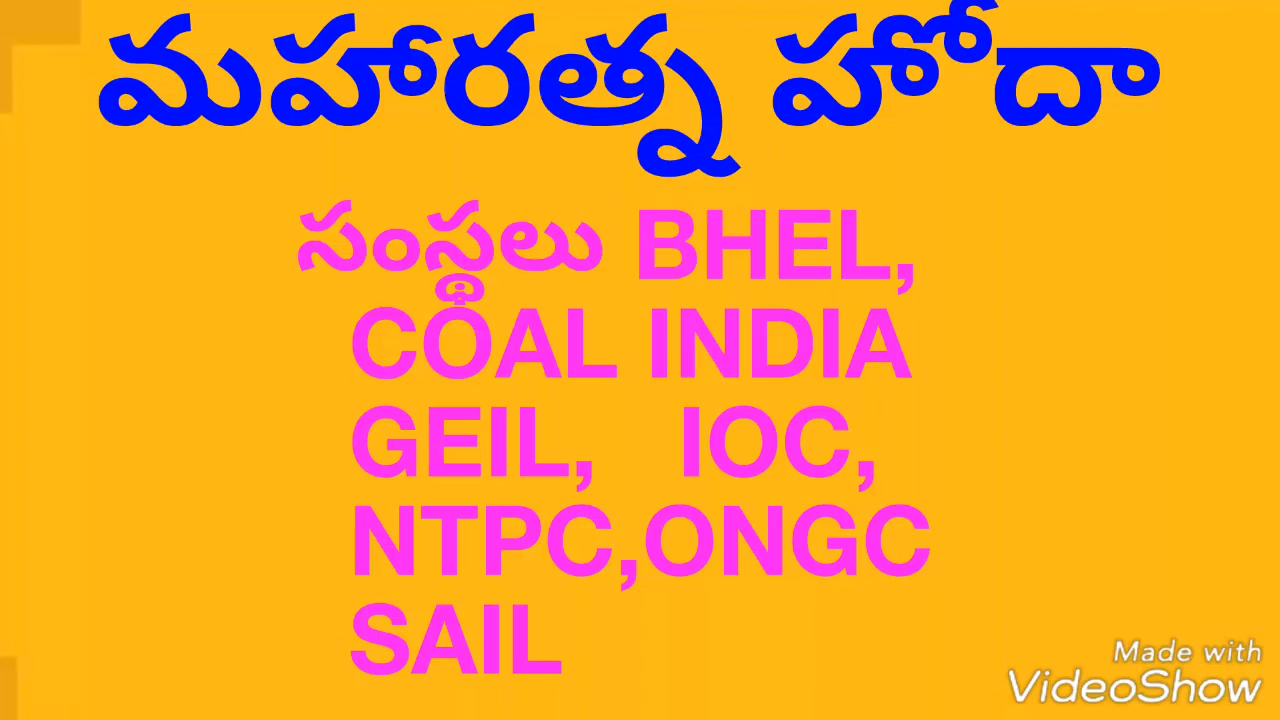 మహారత్న హోదా
సంస్థలు BHEL,
COAL INDIA
GEIL, IOC,
NTPC,ONGC
SAIL
Made with
VideoShow